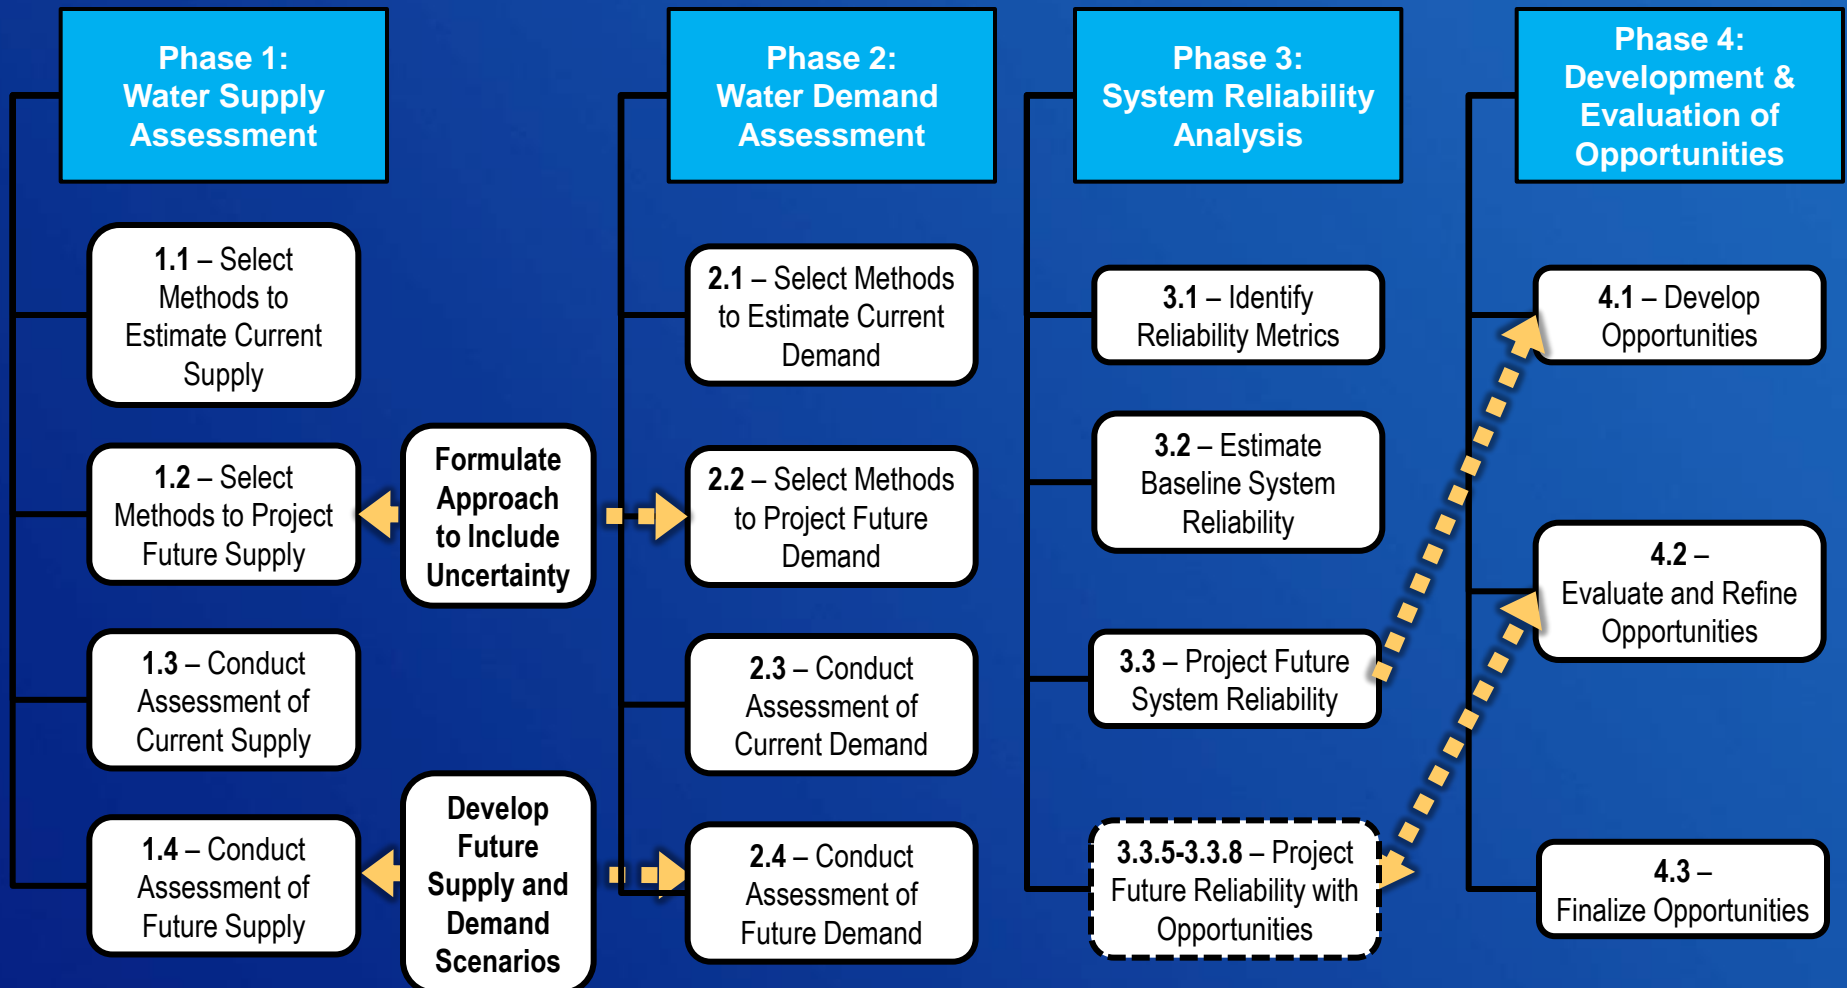 Phase 1:
Water Supply
Assessment
1.1 – Select
Methods to
Estimate Current
Supply
1.2 – Select
Methods to Project
Future Supply
1.3 – Conduct
Assessment of
Current Supply
1.4 – Conduct
Assessment of
Future Supply
Formulate
Approach
to Include
Uncertainty
Develop
Future
Supply and
Demand
Scenarios
Phase 2:
Water Demand
Assessment
2.1 – Select Methods
to Estimate Current
Demand
2.2 – Select Methods
to Project Future
Demand
2.3 – Conduct
Assessment of
Current Demand
2.4 – Conduct
Assessment of
Future Demand
Phase 3:
System Reliability
Analysis
3.1 – Identify
Reliability Metrics
3.2 – Estimate
Baseline System
Reliability
3.3 – Project Future
System Reliability
3.3.5-3.3.8 – Project
Future Reliability with
Opportunities
Phase 4:
Development &
Evaluation of
Opportunities
4.1 – Develop
Opportunities
4.2 –
Evaluate and Refine
Opportunities
4.3 –
Finalize Opportunities